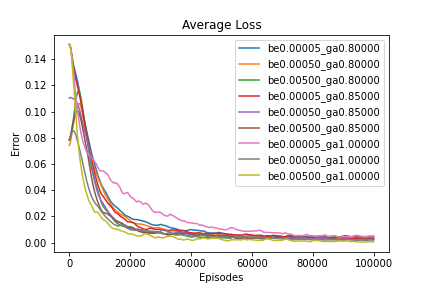 Average Loss
0.14
0.12
0.10
0.08
0.06
0.04
0.02
0.00
Error
be0.00005_ga0.80000
be0.00050_ga0.80000
be0.00500_ga0.80000
be0.00005_ga0.85000
be0.00050_ga0.85000
be0.00500_ga0.85000
be0.00005_ga1.00000
be0.00050_ga1.00000
be0.00500_ga1.00000
0 20000 40000 60000 80000 100000
Episodes